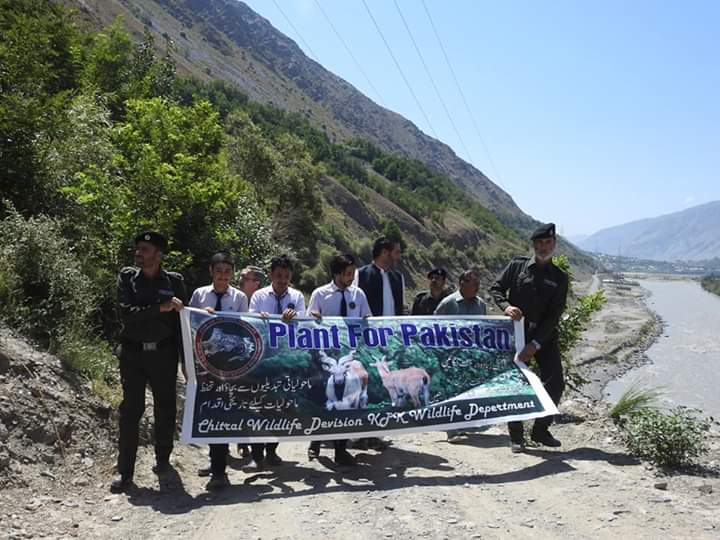 Plant For Pakistan
ماحولیاتی تبدیلیوں سے بچاؤ اور تحفظ
ماحولیات کیلئے تاریخی اقدام
Chitral Wildlife Devision KPK Wildlife Depertment